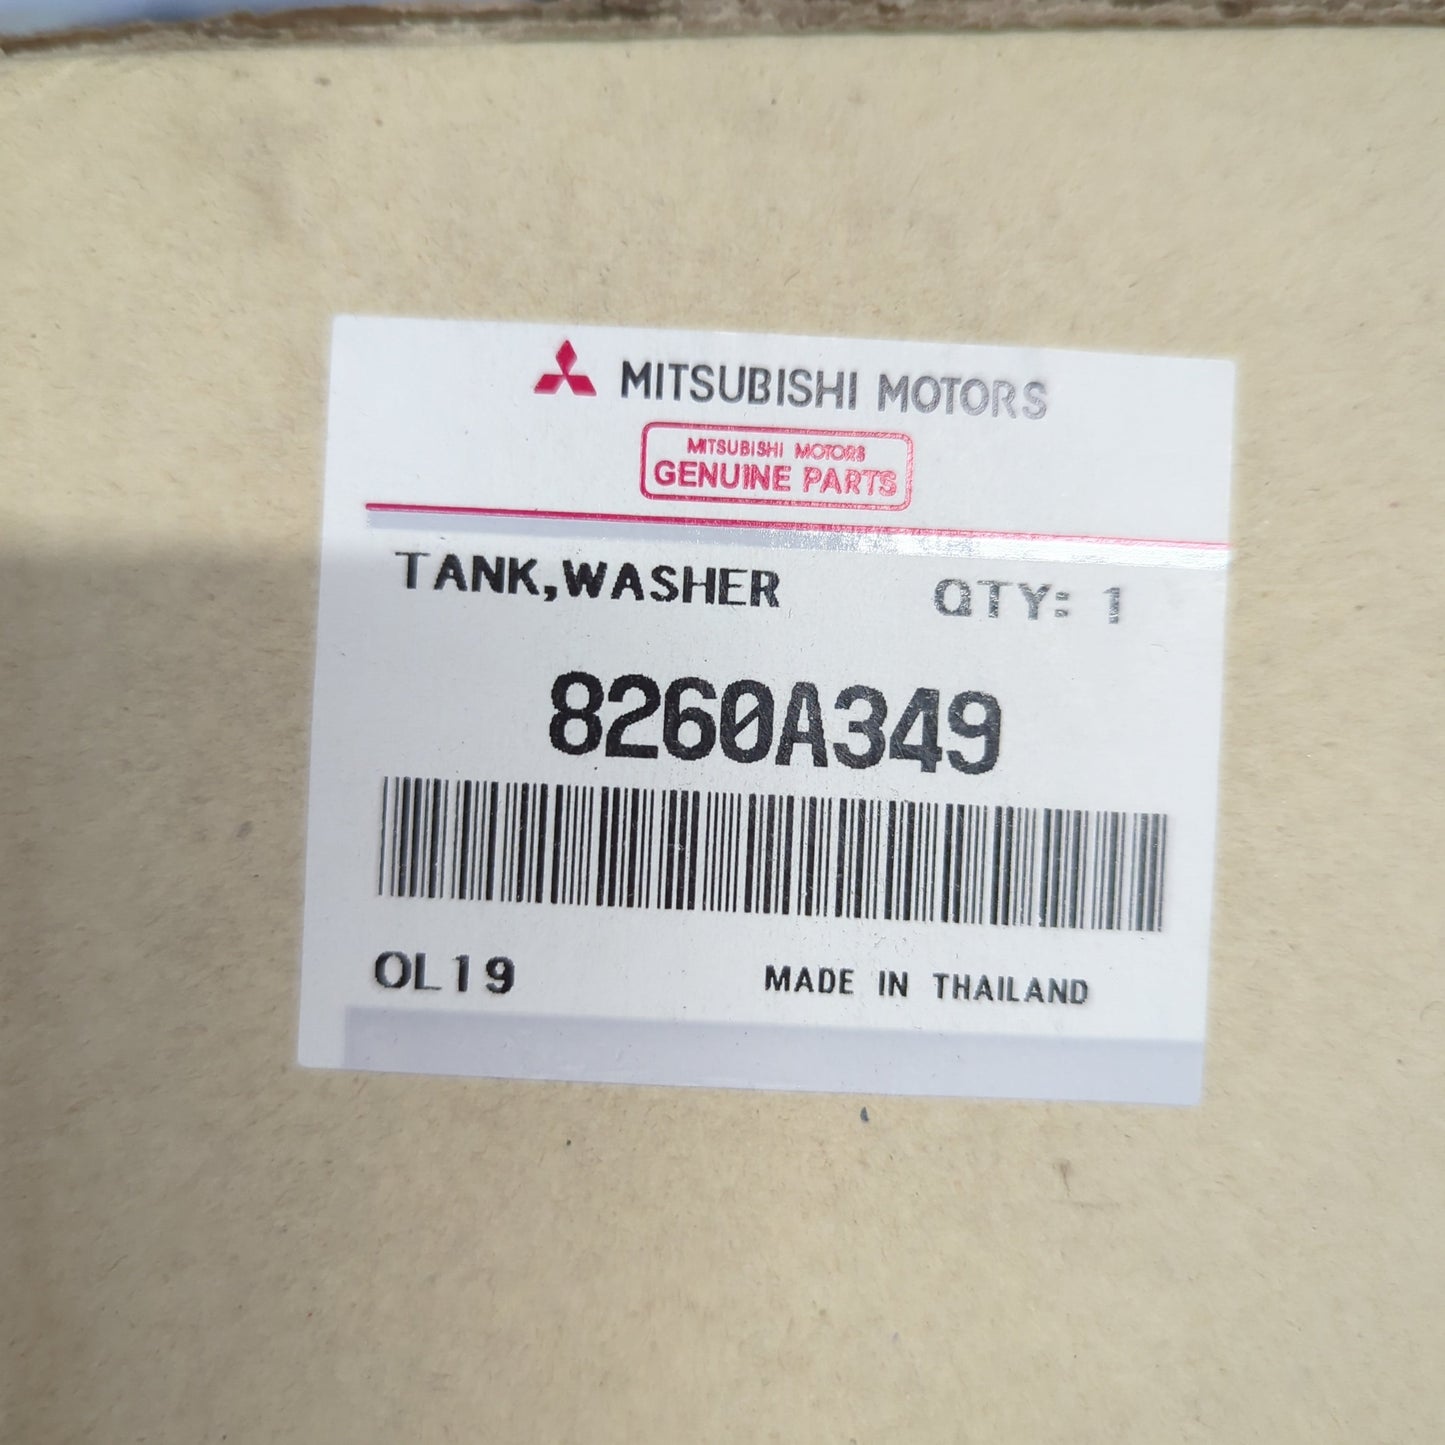 MITSUBISHI MOTORS
MITSUBISHI MOTORS
GENUINE PARTS
TANK,WASHER QTY: 1
8260A349
OL19 MADE IN THAILAND